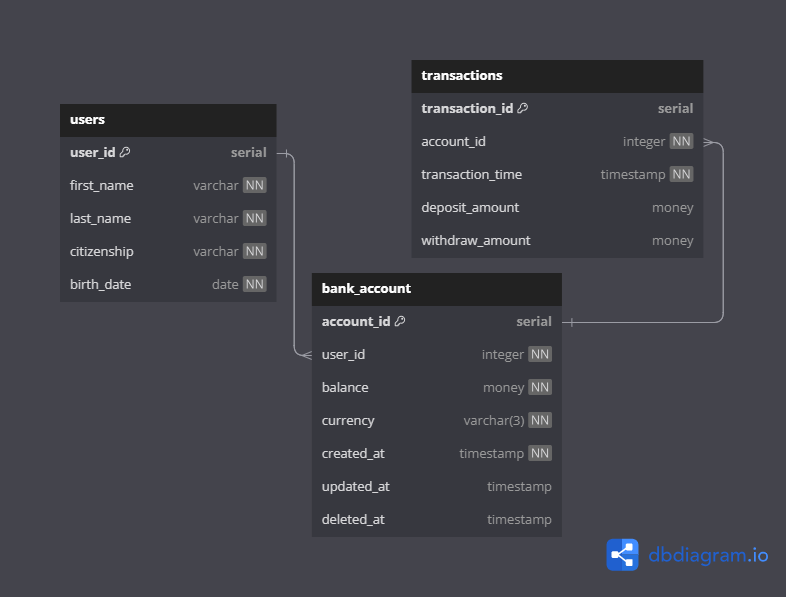 users
user_id serial
first_name varchar NN
last_name varchar NN
citizenship varchar NN
birth_date date NN
transactions
transaction_id serial
account_id integer NN
transaction_time timestamp NN
deposit_amount money
withdraw_amount money
bank_account
account_id serial
user_id integer NN
balance money NN
currency varchar(3) NN
created_at timestamp NN
updated_at timestamp
deleted_at timestamp
dbdiagram.io